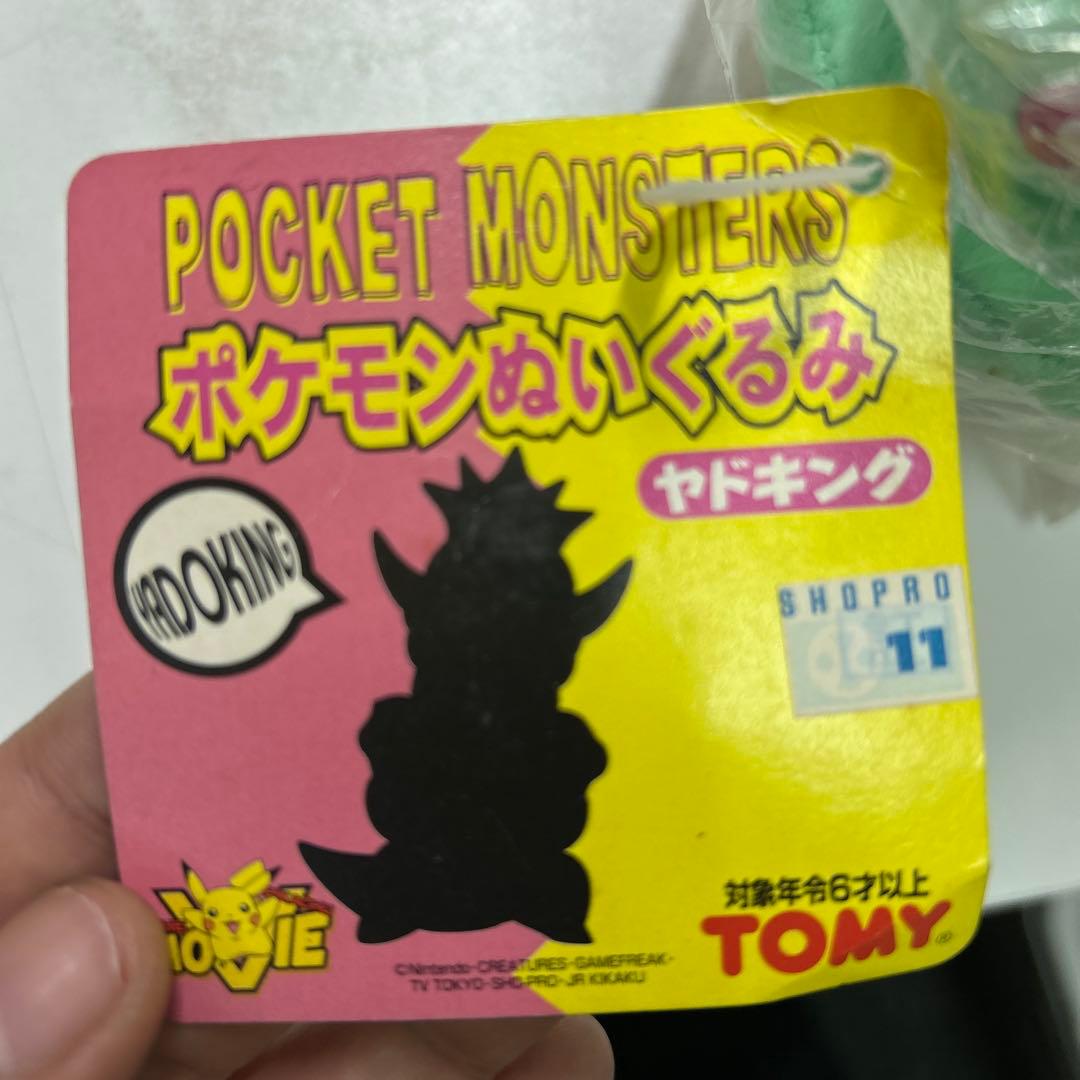 POCKET MONSTERS
ポケモンぬいぐるみ
ヤドキング
YADOKING
SHOPRO
11
MOVIE
対象年令6才以上
TOMY®
©Nintendo・CREATURES・GAMEFREAK・
TV TOKYO・SHO-PRO・JR KIKAKU